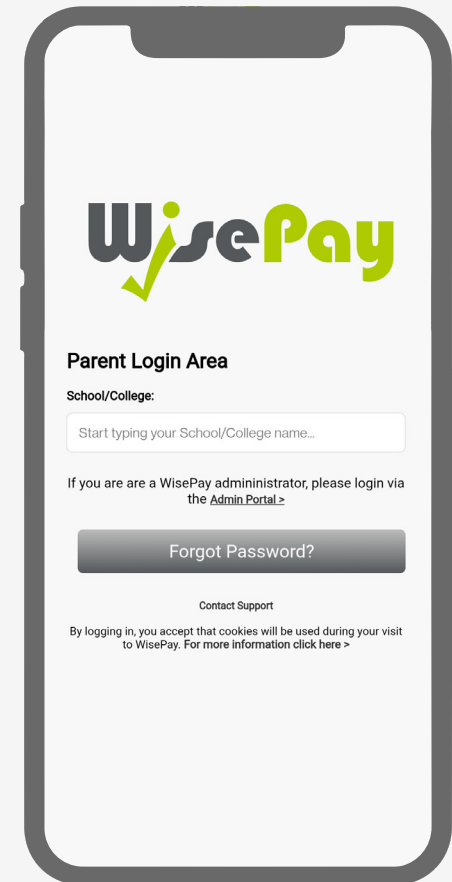 WisePay
Parent Login Area
School/College:
Start typing your School/College name...
If you are are a WisePay admininistrator, please login via
the Admin Portal >
Forgot Password?
Contact Support
By logging in, you accept that cookies will be used during your visit
to WisePay. For more information click here >